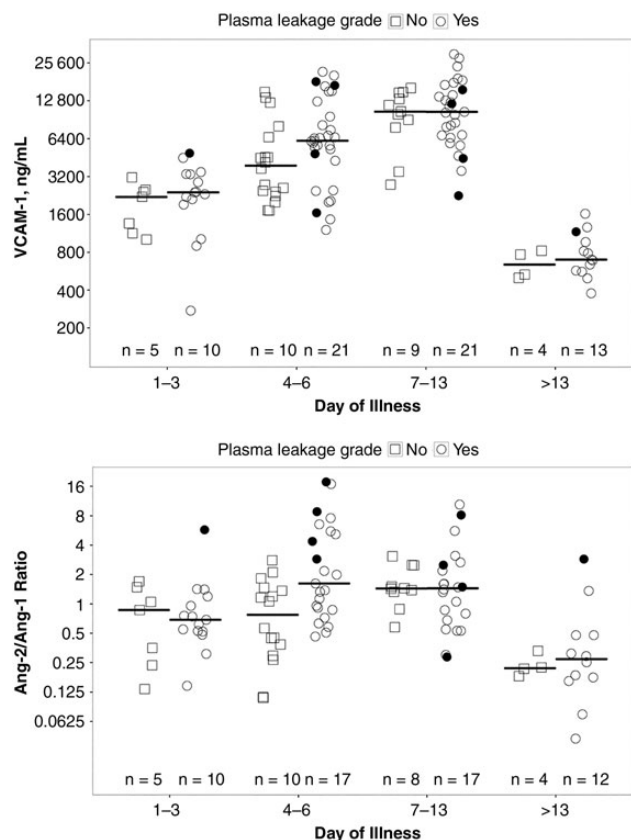 Plasma leakage grade No Yes
VCAM-1, ng/mL
25 600
12 800
6400
3200
1600
800
400
200
n = 5 n = 10 n = 10 n = 21 n = 9 n = 21 n = 4 n = 13
1–3 4–6 7–13 >13
Day of Illness
Plasma leakage grade No Yes
Ang-2/Ang-1 Ratio
16
8
4
2
1
0.5
0.25
0.125
0.0625
n = 5 n = 10 n = 10 n = 17 n = 8 n = 17 n = 4 n = 12
1–3 4–6 7–13 >13
Day of Illness